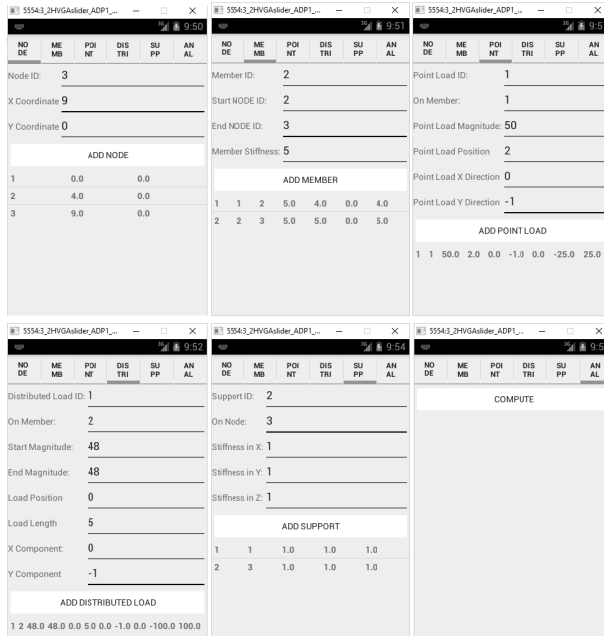 5554:3_2HVGAslider_ADP1_...
3G 9:50
NO DE ME MB POI NT DIS TRI SU PP AN AL
Node ID: 3
X Coordinate 9
Y Coordinate 0
ADD NODE
1 0.0 0.0
2 4.0 0.0
3 9.0 0.0
5554:3_2HVGAslider_ADP1_...
3G 9:51
NO DE ME MB POI NT DIS TRI SU PP AN AL
Member ID: 2
Start NODE ID: 2
End NODE ID: 3
Member Stiffness: 5
ADD MEMBER
1 1 2 5.0 4.0 0.0 4.0
2 2 3 5.0 5.0 0.0 5.0
5554:3_2HVGAslider_ADP1_...
3G 9:5
NO DE ME MB POI NT DIS TRI SU PP AN AL
Point Load ID: 1
On Member: 1
Point Load Magnitude: 50
Point Load Position 2
Point Load X Direction 0
Point Load Y Direction -1
ADD POINT LOAD
1 1 50.0 2.0 0.0 -1.0 0.0 -25.0 25.0
5554:3_2HVGAslider_ADP1_...
3G 9:52
NO DE ME MB POI NT DIS TRI SU PP AN AL
Distributed Load ID: 1
On Member: 2
Start Magnitude: 48
End Magnitude: 48
Load Position 0
Load Length 5
X Component: 0
Y Component -1
ADD DISTRIBUTED LOAD
1 2 48.0 48.0 0.0 5.0 0.0 -1.0 0.0 -100.0 100.0
5554:3_2HVGAslider_ADP1_...
3G 9:54
NO DE ME MB POI NT DIS TRI SU PP AN AL
Support ID: 2
On Node: 3
Stiffness in X: 1
Stiffness in Y: 1
Stiffness in Z: 1
ADD SUPPORT
1 1 1.0 1.0 1.0
2 3 1.0 1.0 1.0
5554:3_2HVGAslider_ADP1_...
3G 9:5
NO DE ME MB POI NT DIS TRI SU PP AN AL
COMPUTE